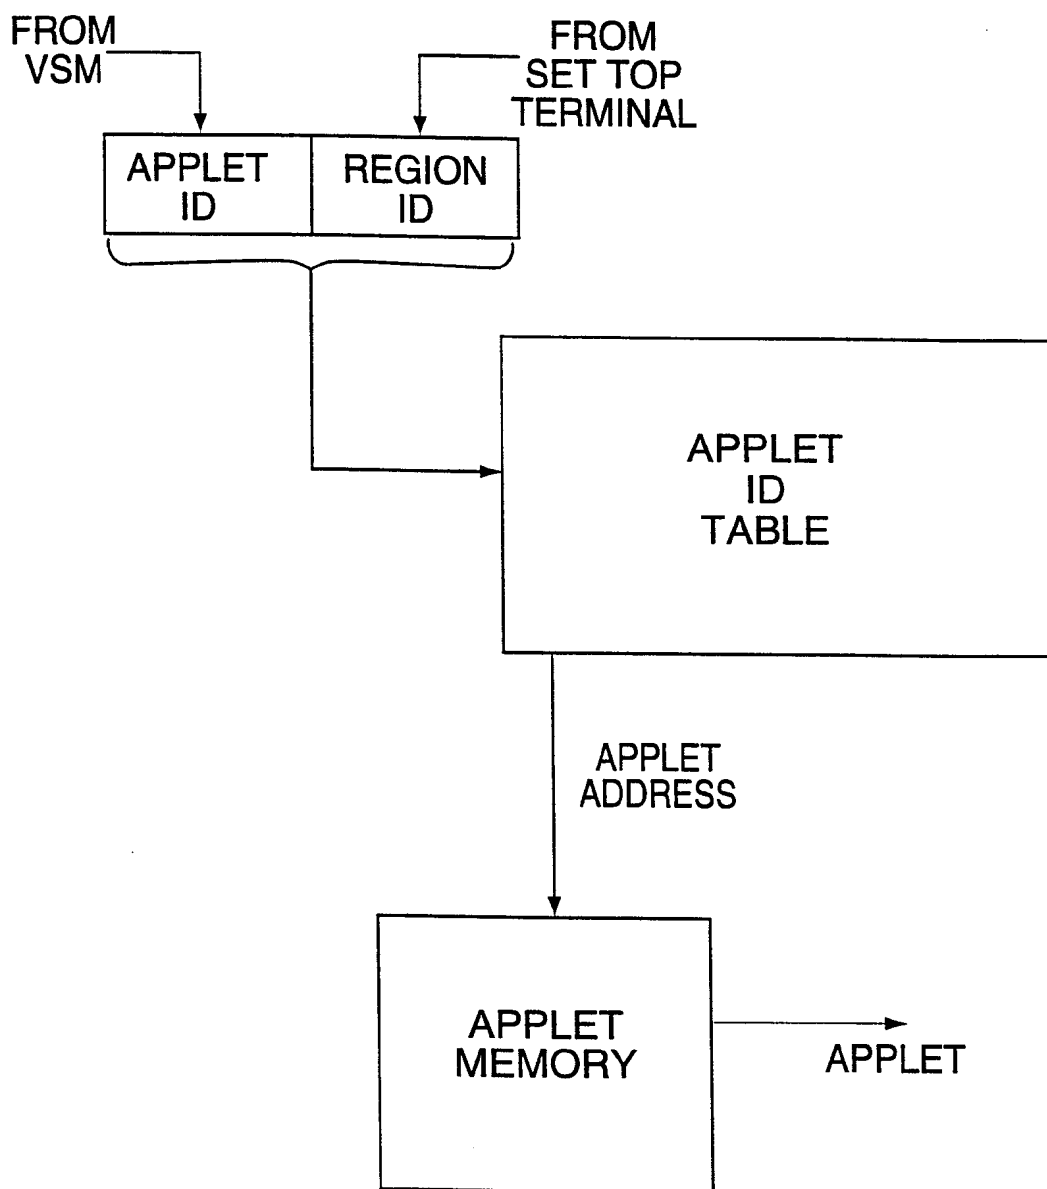 FROM
VSM
FROM
SET TOP
TERMINAL
APPLET
ID
REGION
ID
APPLET
ID
TABLE
APPLET
ADDRESS
APPLET
MEMORY
APPLET